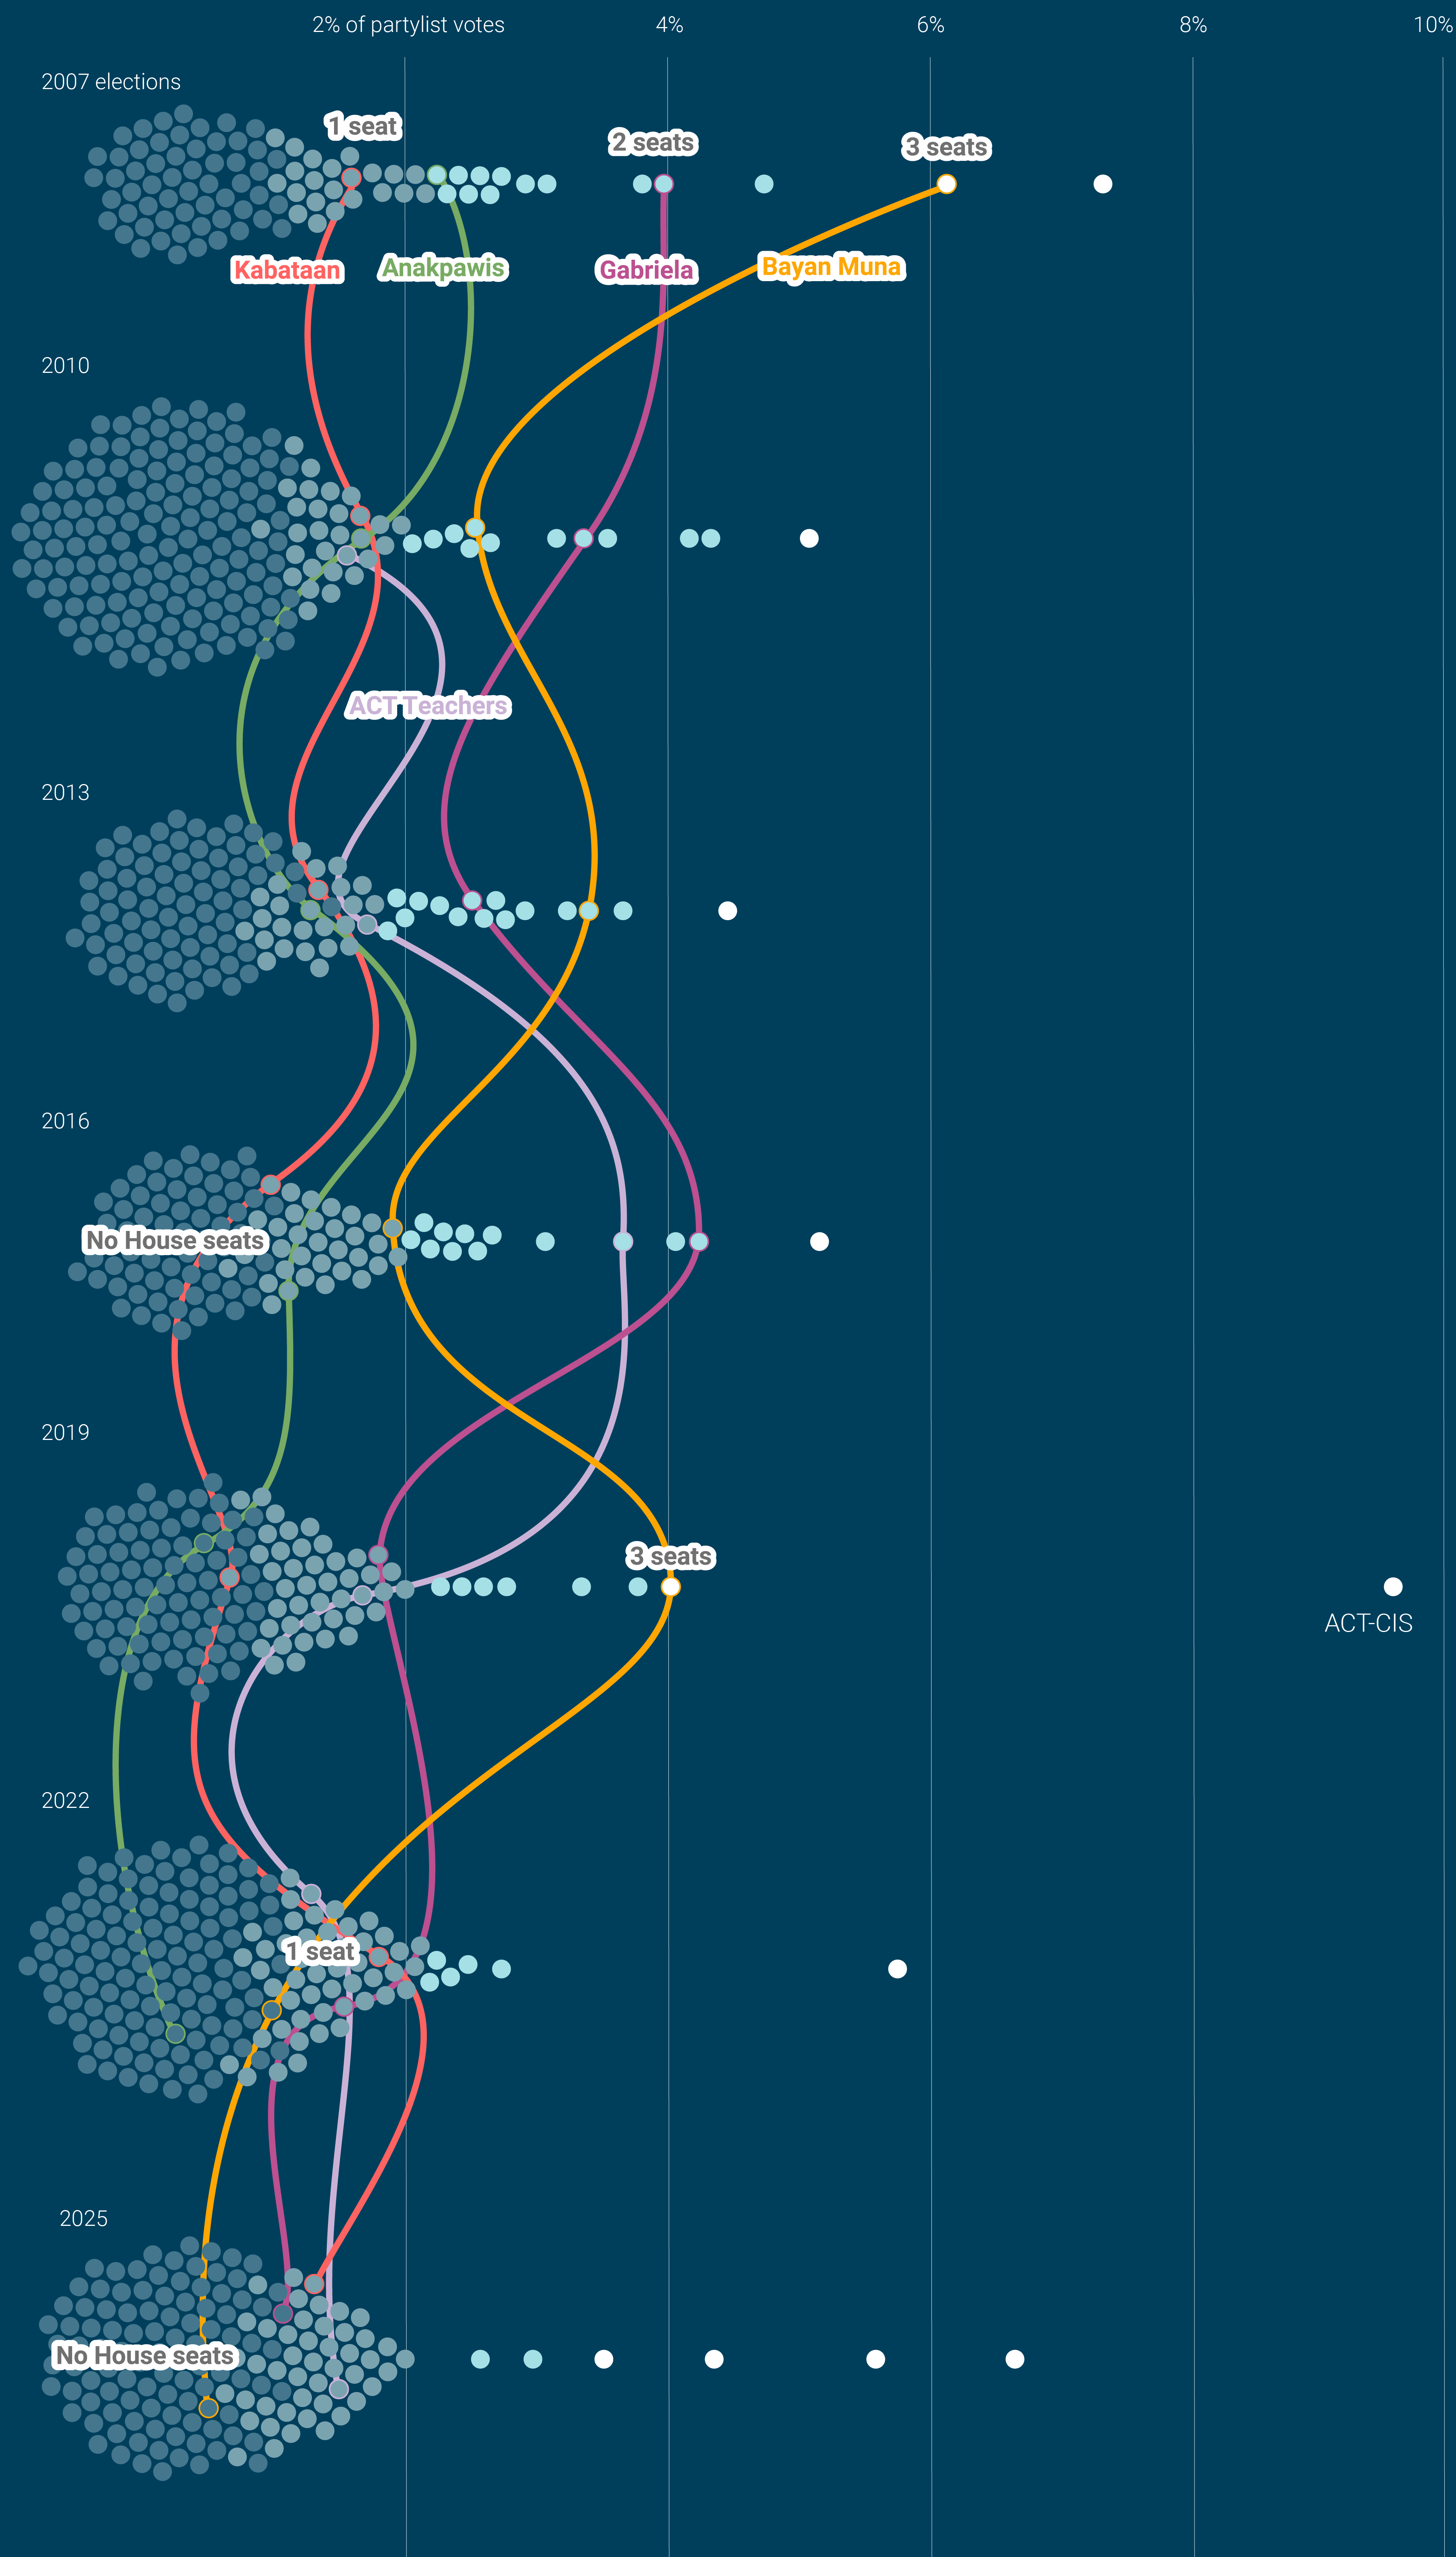 2% of partylist votes 4% 6% 8% 10%
2007 elections
1 seat
2 seats
3 seats
Kabataan
Anakpawis
Gabriela
Bayan Muna
2010
ACT Teachers
2013
2016
No House seats
2019
3 seats
ACT-CIS
2022
1 seat
2025
No House seats